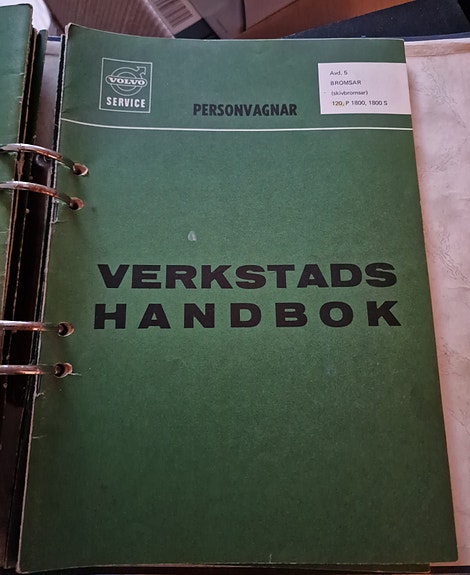 VOLVO
SERVICE
PERSONVAGNAR
Avd. 5
BROMSAR
(skivbromsar)
120, P 1800, 1800 S
VERKSTADS
HANDBOK